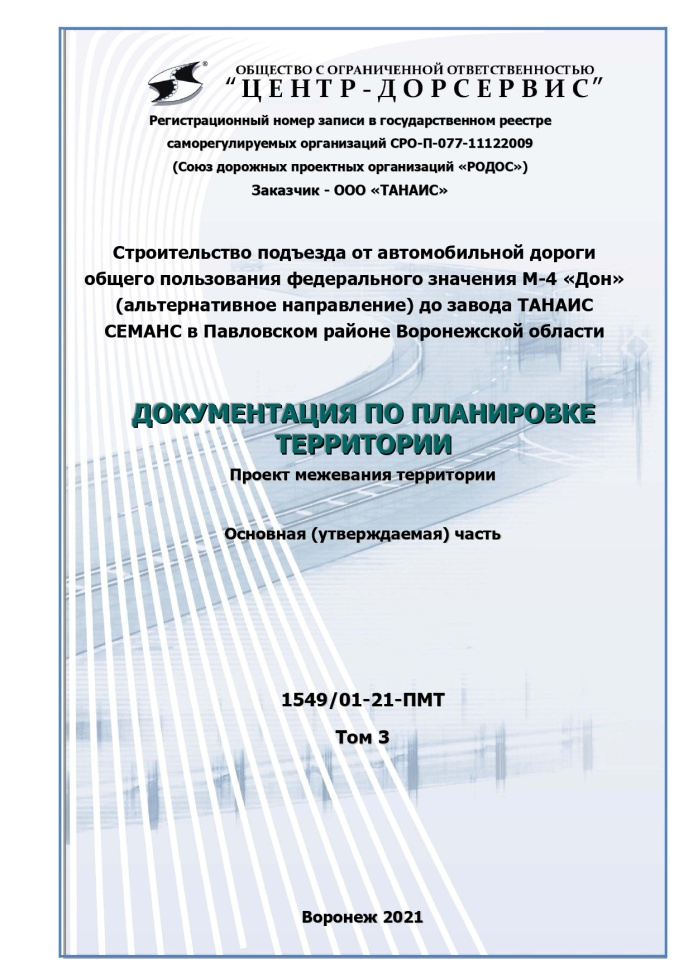 ОБЩЕСТВО С ОГРАНИЧЕННОЙ ОТВЕТСТВЕННОСТЬЮ
“ЦЕНТР-ДОРСЕРВИС”
Регистрационный номер записи в государственном реестре
саморегулируемых организаций СРО-П-077-11122009
(Союз дорожных проектных организаций «РОДОС»)
Заказчик - ООО «ТАНАИС»
Строительство подъезда от автомобильной дороги
общего пользования федерального значения М-4 «Дон»
(альтернативное направление) до завода ТАНАИС
СЕМАНС в Павловском районе Воронежской области
ДОКУМЕНТАЦИЯ ПО ПЛАНИРОВКЕ
ТЕРРИТОРИИ
Проект межевания территории
Основная (утверждаемая) часть
1549/01-21-ПМТ
Том 3
Воронеж 2021